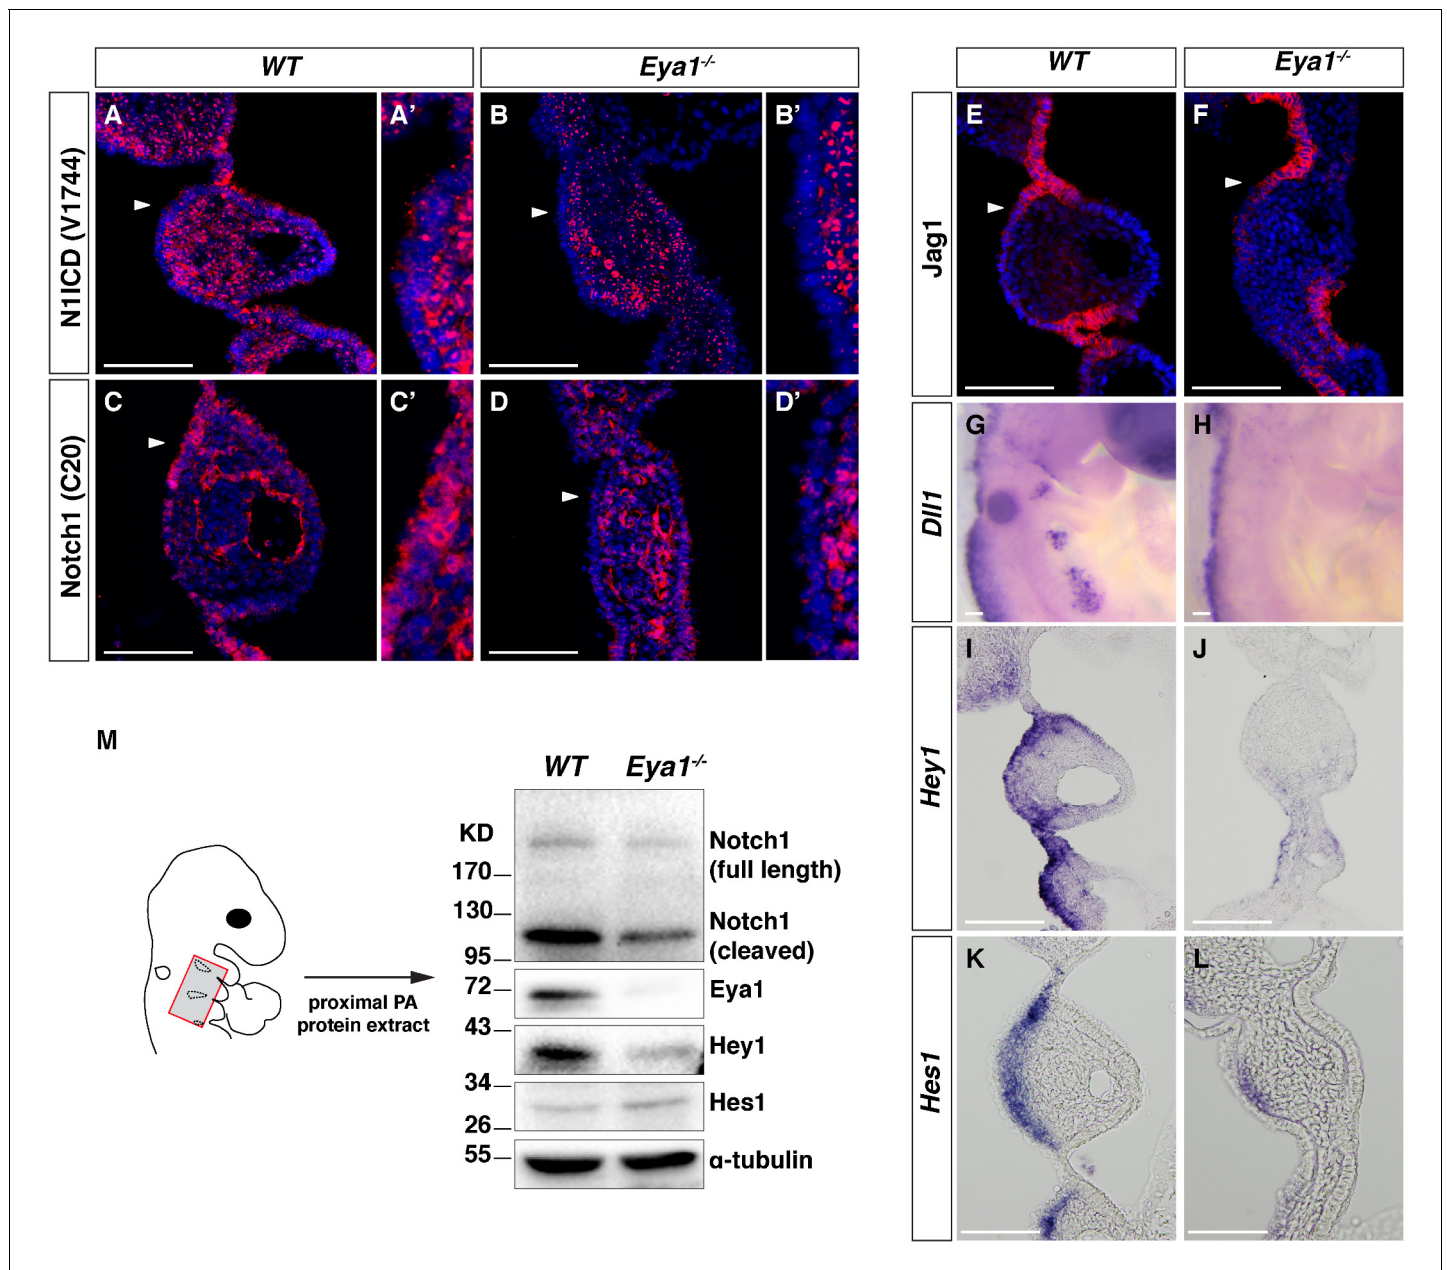 WT
Eya1-/-
N1ICD (V1744)
A
A’
B
B’
Notch1 (C20)
C
C’
D
D’
WT
Eya1-/-
Jag1
E
F
Dll1
G
H
Hey1
I
J
Hes1
K
L
M
proximal PA
protein extract
WT
Eya1-/-
KD
170
130
95
72
43
34
26
55
Notch1
(full length)
Notch1
(cleaved)
Eya1
Hey1
Hes1
α-tubulin